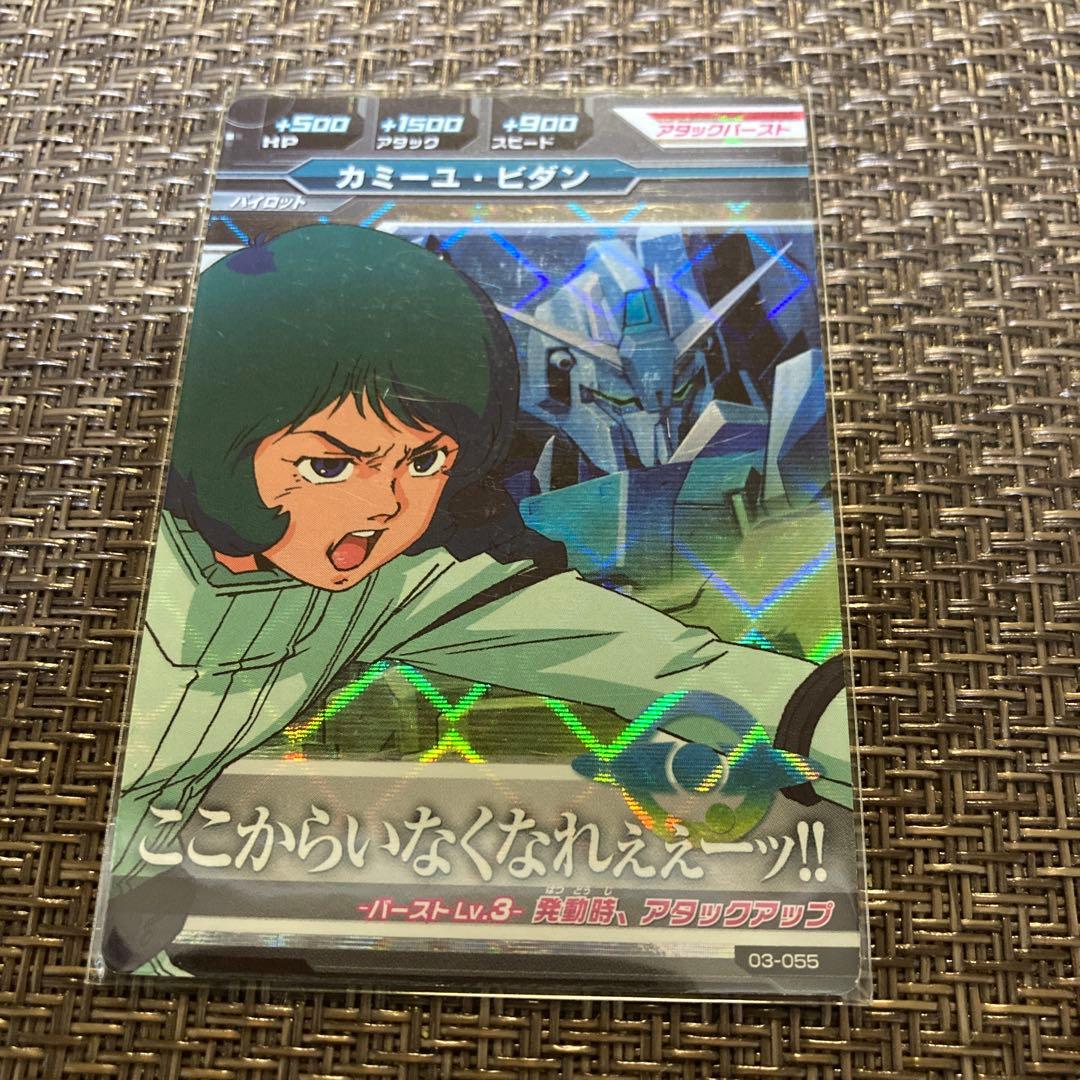 +500 +1500 +900
HP アタック スピード
アタックバースト
カミーユ・ビダン
パイロット
ここからいなくなれぇぇーッ!!
はつ どう じ
-バーストLv.3- 発動時、アタックアップ
03-055